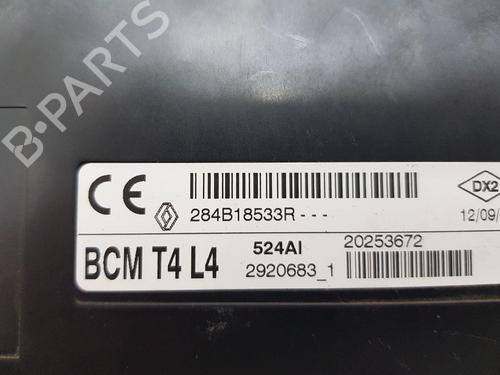 B-PARTS
CE
DX2
284B18533R - - -
12/09/
BCM T4 L4
524AI
20253672
2920683_1